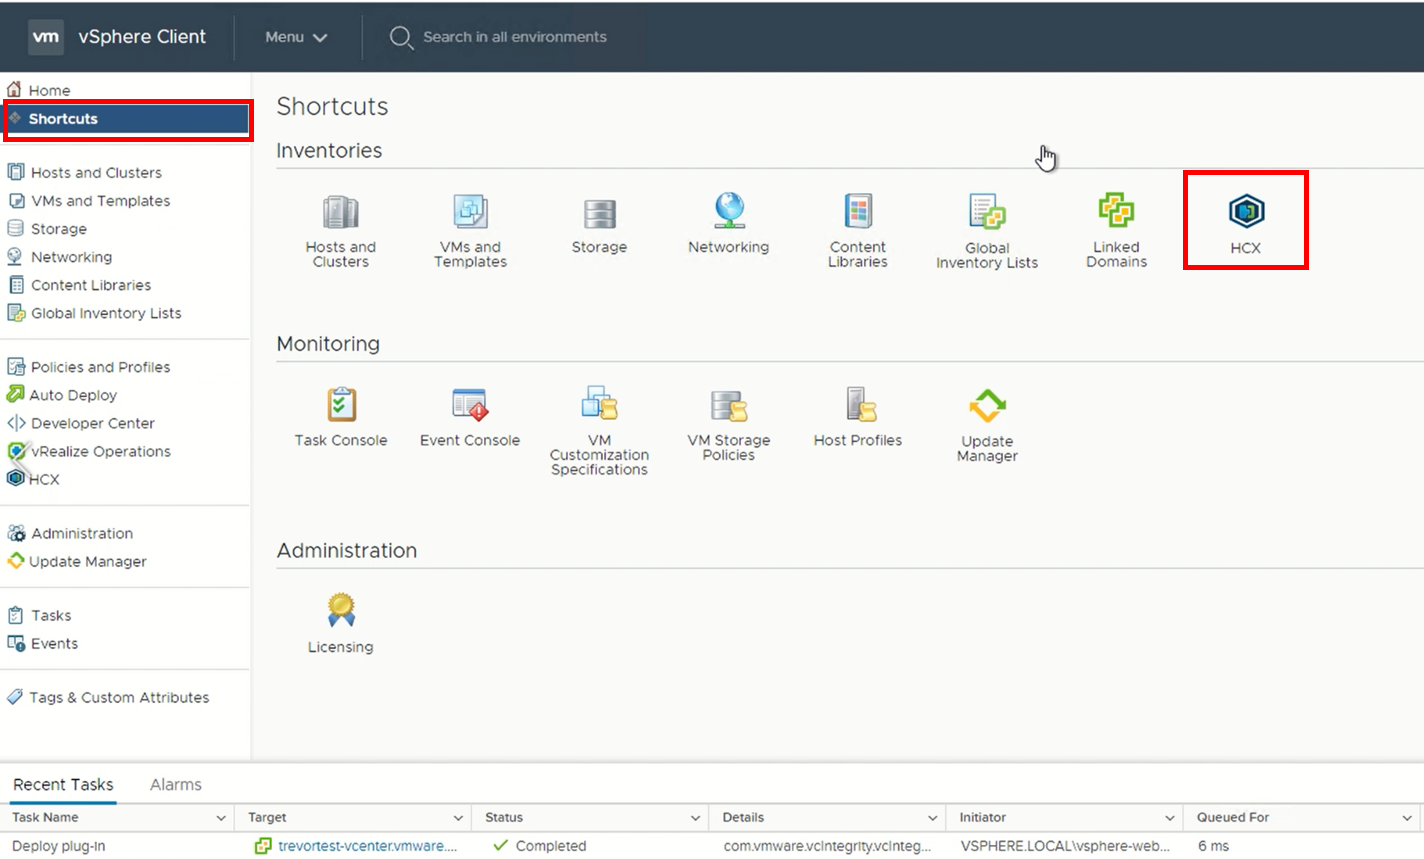 vm vSphere Client Menu Search in all environments
Home
Shortcuts
Hosts and Clusters
VMs and Templates
Storage
Networking
Content Libraries
Global Inventory Lists
Policies and Profiles
Auto Deploy
Developer Center
vRealize Operations
HCX
Administration
Update Manager
Tasks
Events
Tags & Custom Attributes
Shortcuts
Inventories
Hosts and
Clusters
VMs and
Templates
Storage
Networking
Content
Libraries
Global
Inventory Lists
Linked
Domains
HCX
Monitoring
Task Console
Event Console
VM
Customization
Specifications
VM Storage
Policies
Host Profiles
Update
Manager
Administration
Licensing
Recent Tasks Alarms
Task Name Target Status Details Initiator Queued For
Deploy plug-in trevortest-vcenter.vmware.... Completed com.vmware.vcIntegrity.vcInteg... VSPHERE.LOCAL\vsphere-web... 6 ms